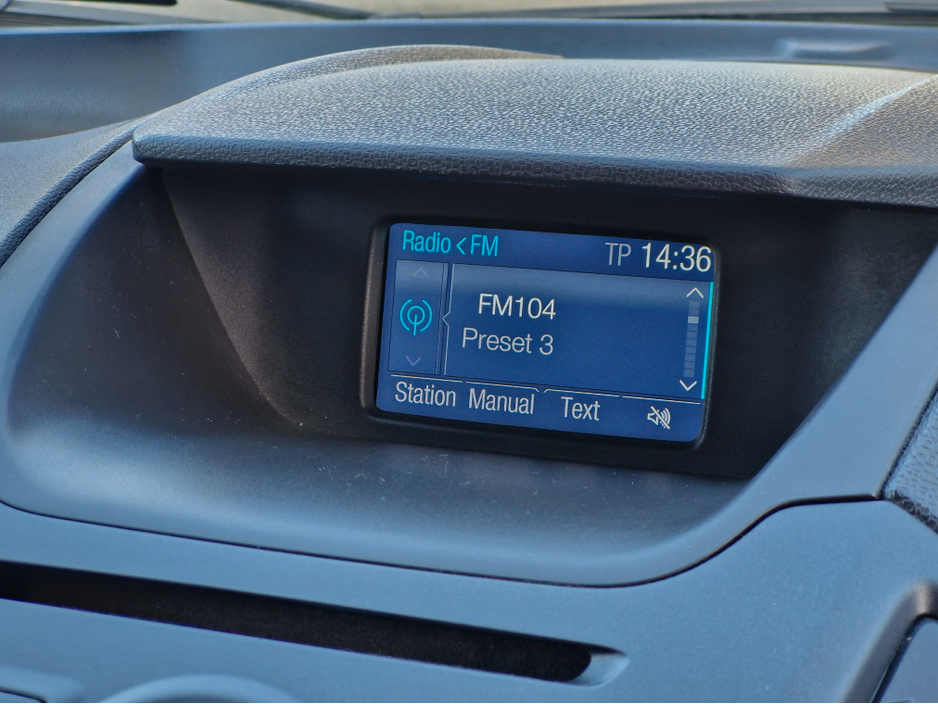 Radio < FM TP 14:36
FM104
Preset 3
Station Manual Text